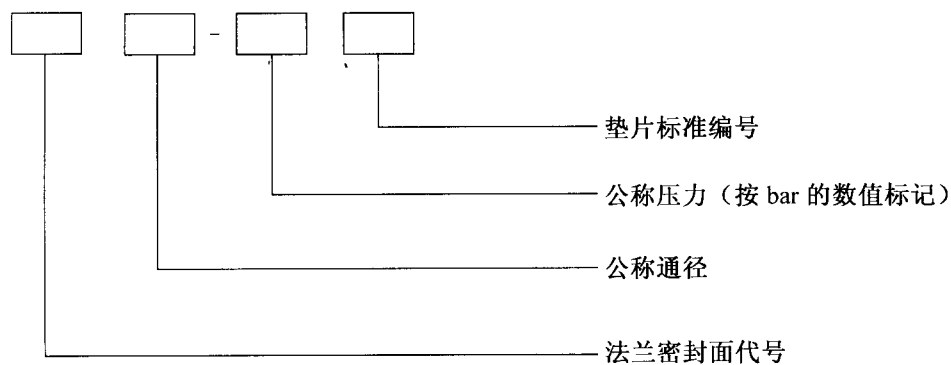 -
垫片标准编号
公称压力（按 bar 的数值标记）
公称通径
法兰密封面代号